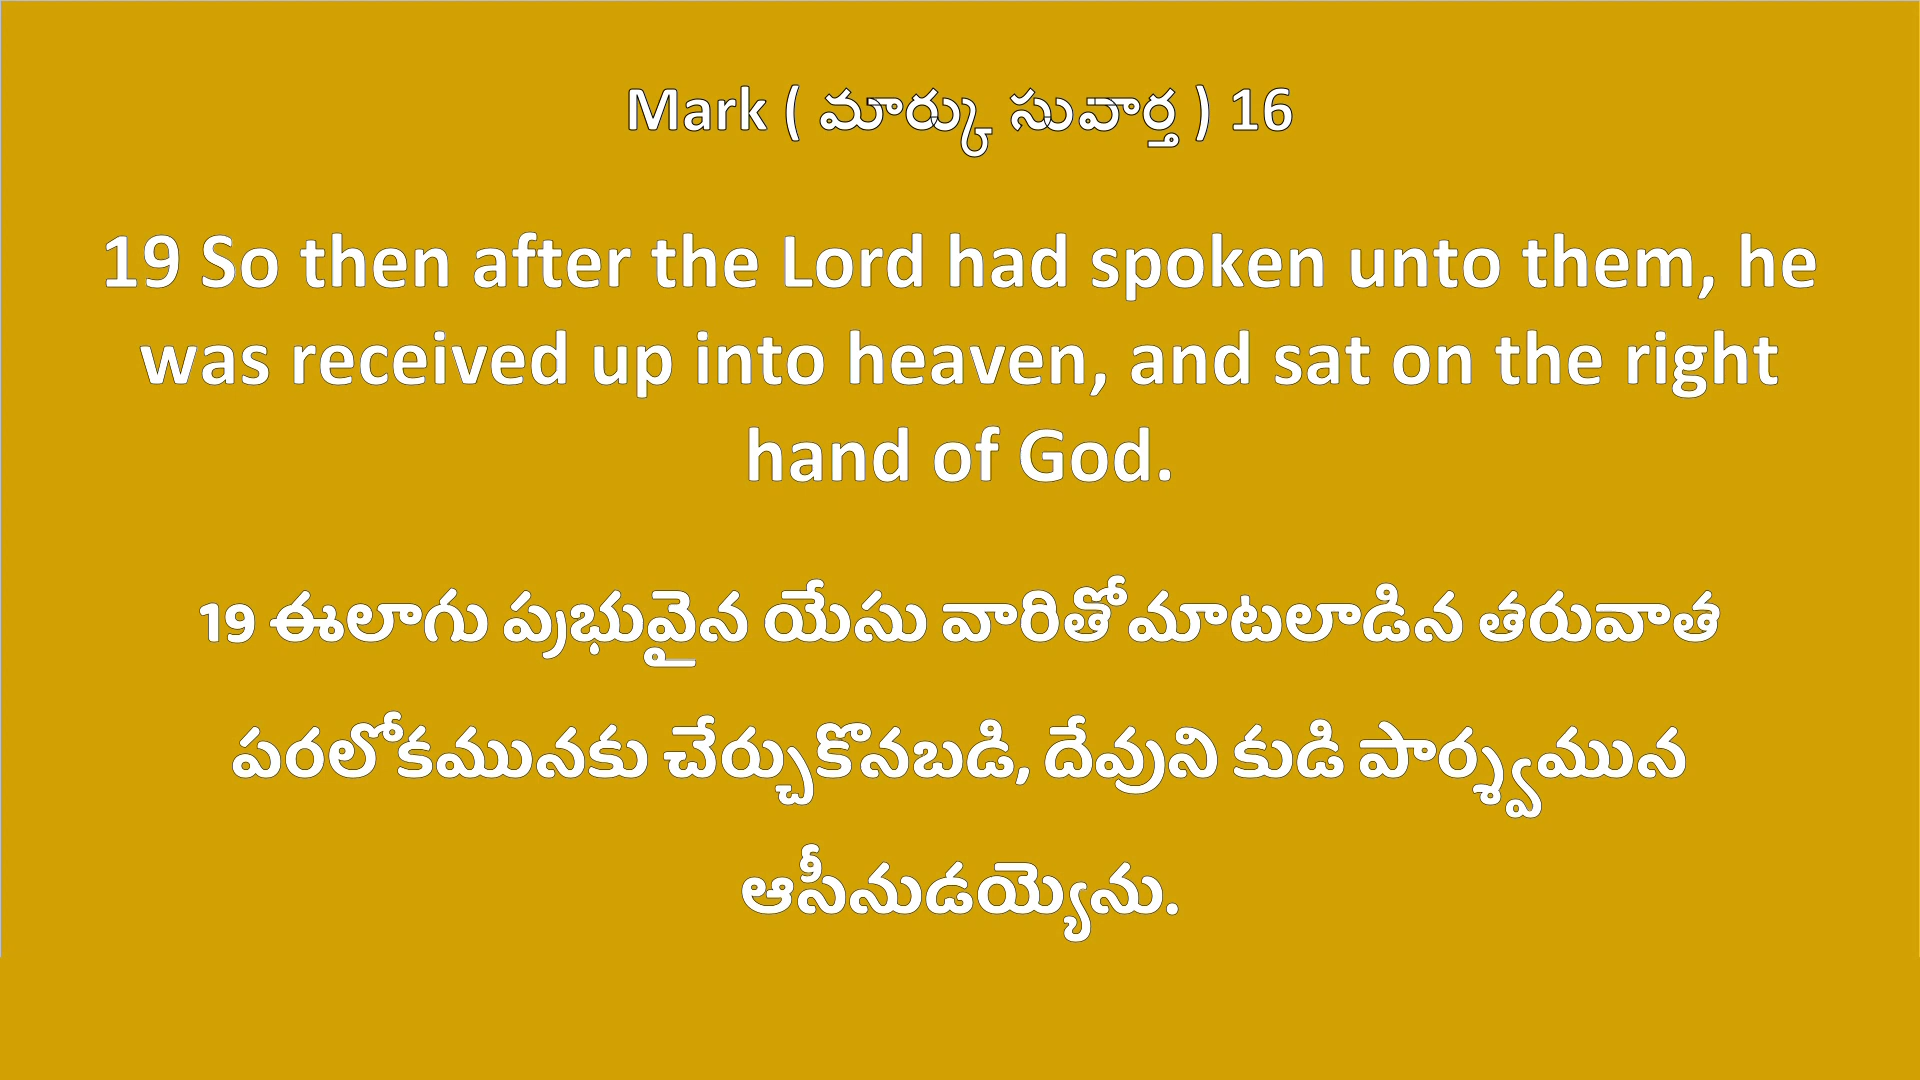 Mark ( మార్కు సువార్త ) 16
19 So then after the Lord had spoken unto them, he
was received up into heaven, and sat on the right
hand of God.
19 ఈలాగు ప్రభువైన యేసు వారితో మాటలాడిన తరువాత
పరలోకమునకు చేర్చుకొనబడి, దేవుని కుడి పార్శ్వమున
ఆసీనుడయ్యెను.